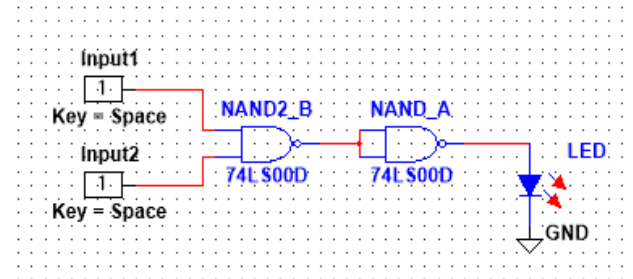 Input1
1
Key = Space
NAND2_B
NAND_A
Input2
74LS00D
74LS00D
LED
1
Key = Space
GND